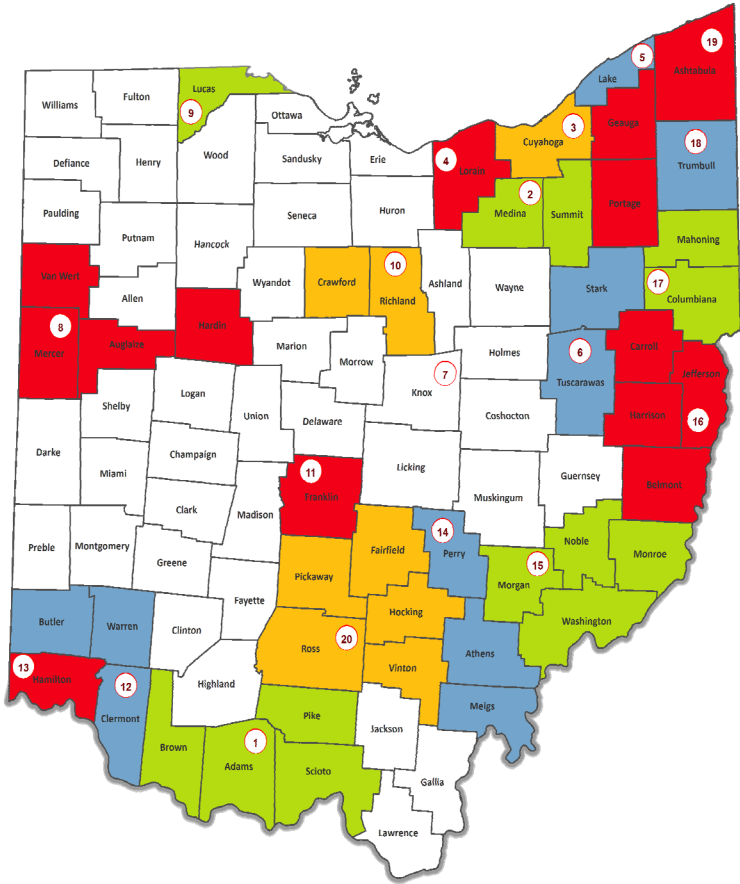 19
5
Lake
Ashtabula
Lucas
Williams
Fulton
9
Ottawa
3
Geauga
Cuyahoga
18
Trumbull
Defiance
Henry
Wood
Sandusky
Erie
4
Lorain
2
Medina
Summit
Portage
Paulding
Putnam
Hancock
Seneca
Huron
Mahoning
Van Wert
Allen
Wyandot
Crawford
10
Richland
Ashland
Wayne
Stark
17
Columbiana
8
Mercer
Auglaize
Hardin
Marion
Morrow
7
Knox
Holmes
6
Tuscarawas
Carroll
Jefferson
Shelby
Logan
Union
Delaware
Coshocton
Harrison
16
Darke
Miami
Champaign
Licking
Guernsey
Belmont
Clark
Madison
11
Franklin
Muskingum
Preble
Montgomery
Greene
Fayette
Pickaway
Fairfield
14
Perry
15
Morgan
Noble
Monroe
Butler
Warren
Clinton
Ross
20
Hocking
Vinton
Athens
Washington
13
Hamilton
12
Clermont
Highland
Pike
Jackson
Meigs
Brown
1
Adams
Scioto
Gallia
Lawrence